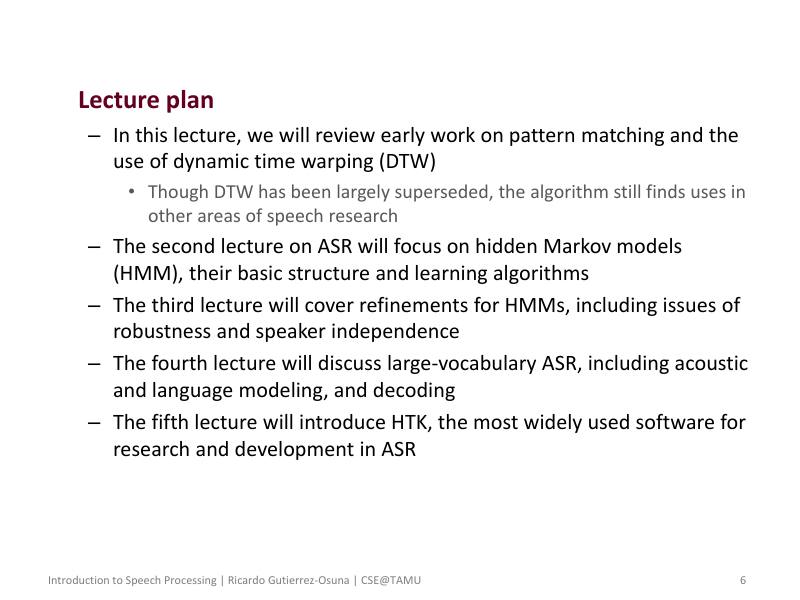 Lecture plan
– In this lecture, we will review early work on pattern matching and the
use of dynamic time warping (DTW)
• Though DTW has been largely superseded, the algorithm still finds uses in
other areas of speech research
– The second lecture on ASR will focus on hidden Markov models
(HMM), their basic structure and learning algorithms
– The third lecture will cover refinements for HMMs, including issues of
robustness and speaker independence
– The fourth lecture will discuss large-vocabulary ASR, including acoustic
and language modeling, and decoding
– The fifth lecture will introduce HTK, the most widely used software for
research and development in ASR
Introduction to Speech Processing | Ricardo Gutierrez-Osuna | CSE@TAMU 6